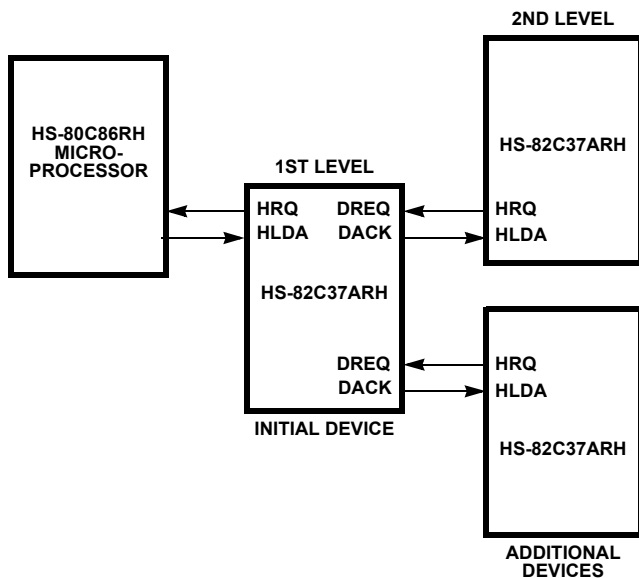 2ND LEVEL
HS-80C86RH
MICRO-
PROCESSOR
HS-82C37ARH
1ST LEVEL
HRQ DREQ
HLDA DACK
HRQ
HLDA
HS-82C37ARH
DREQ
DACK
HRQ
HLDA
INITIAL DEVICE
HS-82C37ARH
ADDITIONAL
DEVICES